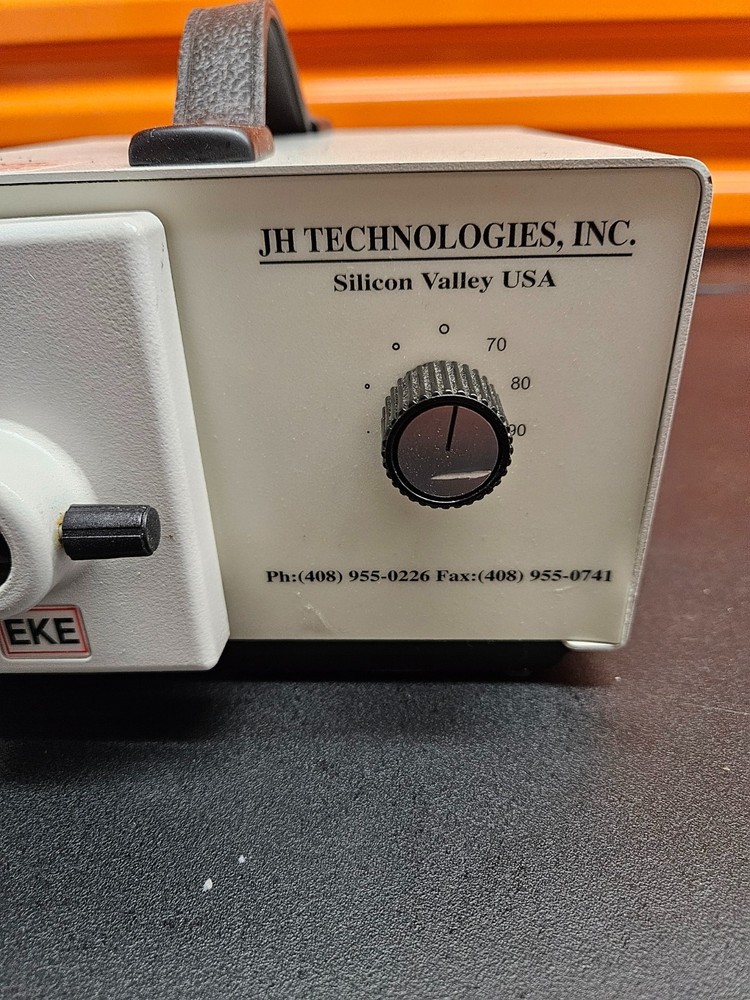 JH TECHNOLOGIES, INC.
Silicon Valley USA
70
80
90
Ph:(408) 955-0226 Fax:(408) 955-0741
EKE